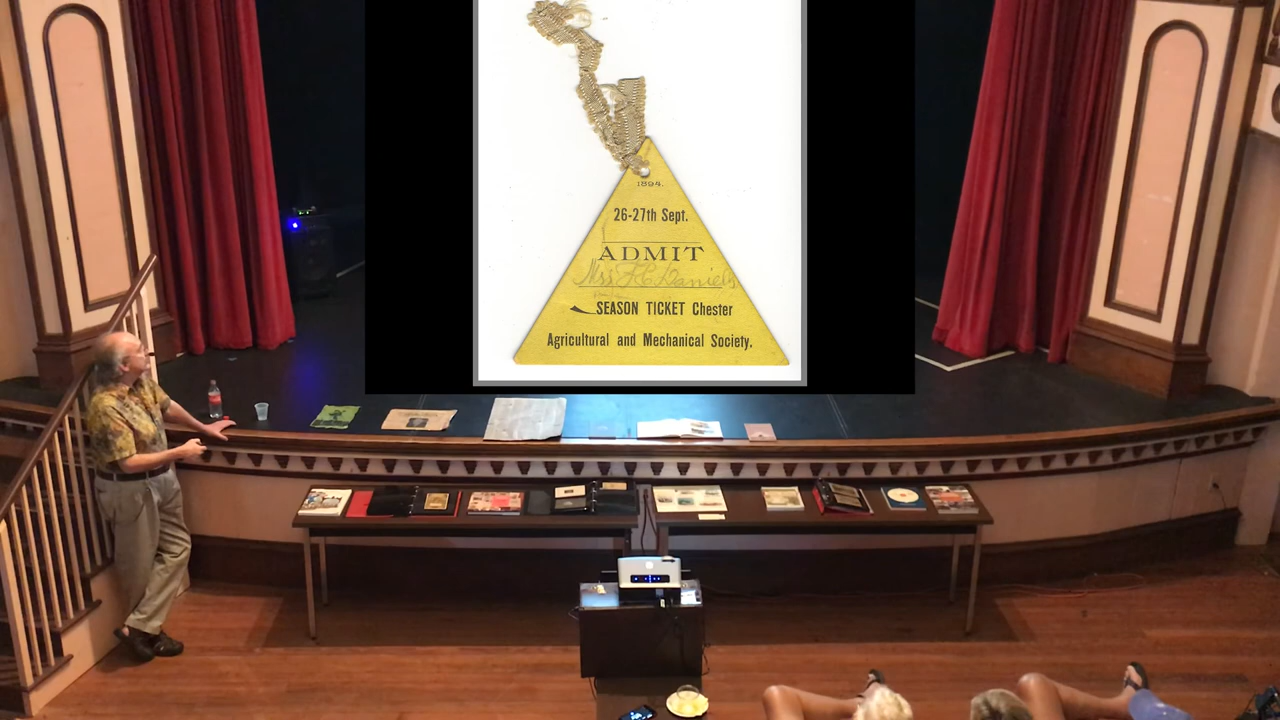 1894.
26-27th Sept.
ADMIT
Mrs F C Daniels
SEASON TICKET Chester
Agricultural and Mechanical Society.